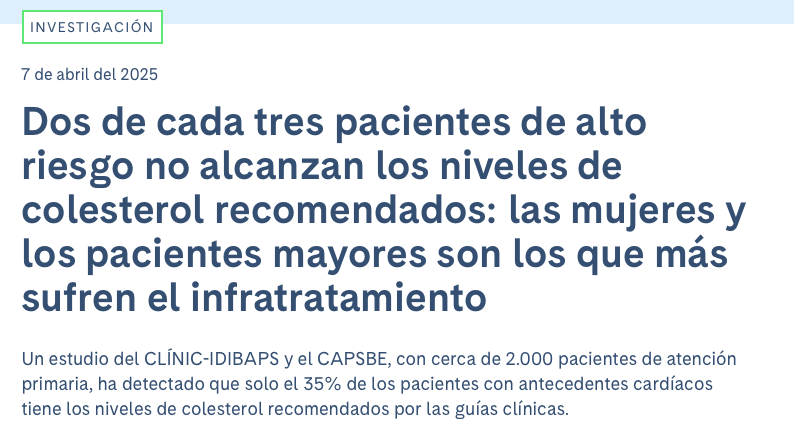 INVESTIGACIÓN
7 de abril del 2025
Dos de cada tres pacientes de alto
riesgo no alcanzan los niveles de
colesterol recomendados: las mujeres y
los pacientes mayores son los que más
sufren el infratratamiento
Un estudio del CLÍNIC-IDIBAPS y el CAPSBE, con cerca de 2.000 pacientes de atención
primaria, ha detectado que solo el 35% de los pacientes con antecedentes cardíacos
tiene los niveles de colesterol recomendados por las guías clínicas.